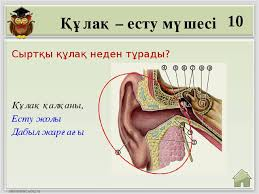 Құлақ – есту мүшесі 10
Сыртқы құлақ неден тұрады?
Құлақ қалқаны,
Есту жолы
Дабыл жарғағы